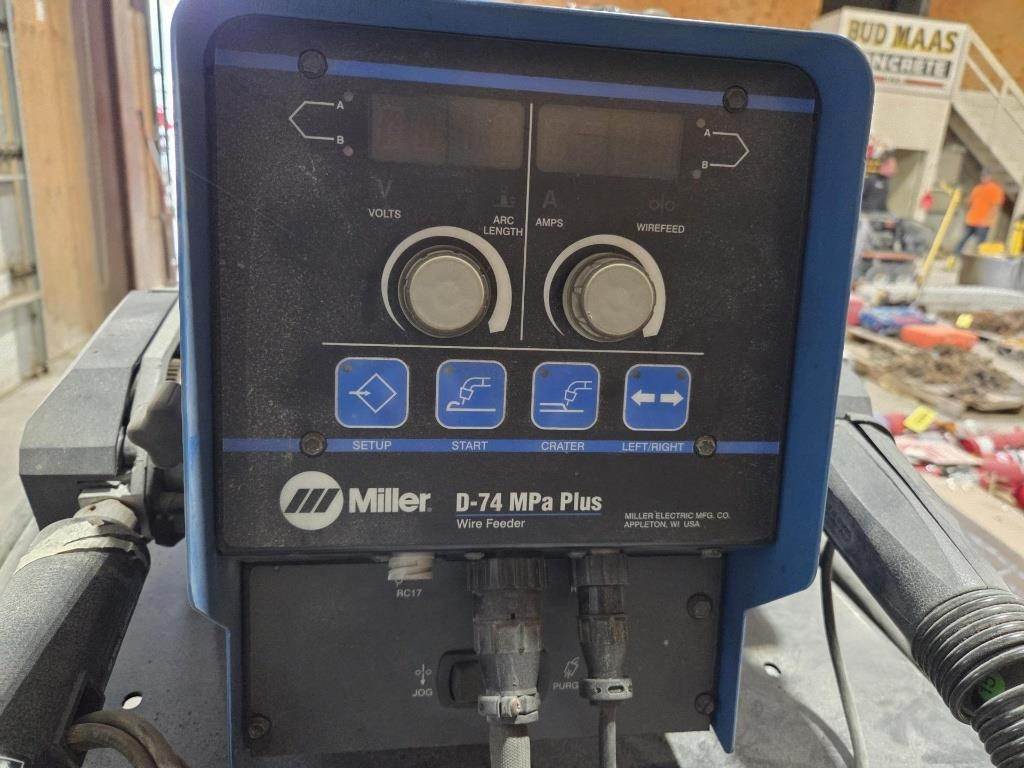 BUD MAAS
CONCRETE
A
B
A
B
V
A
VOLTS
ARC
LENGTH
AMPS
WIREFEED
SETUP
START
CRATER
LEFT/RIGHT
Miller
D-74 MPa Plus
Wire Feeder
MILLER ELECTRIC MFG. CO.
APPLETON, WI USA
RC17
JOG